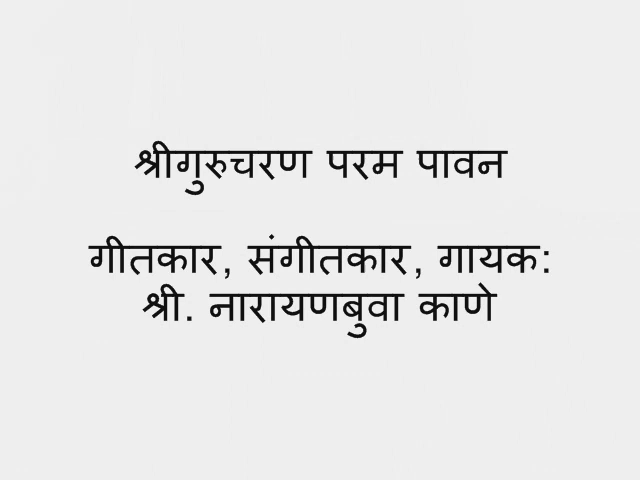 श्रीगुरुचरण परम पावन
गीतकार, संगीतकार, गायक:
श्री. नारायणबुवा काणे